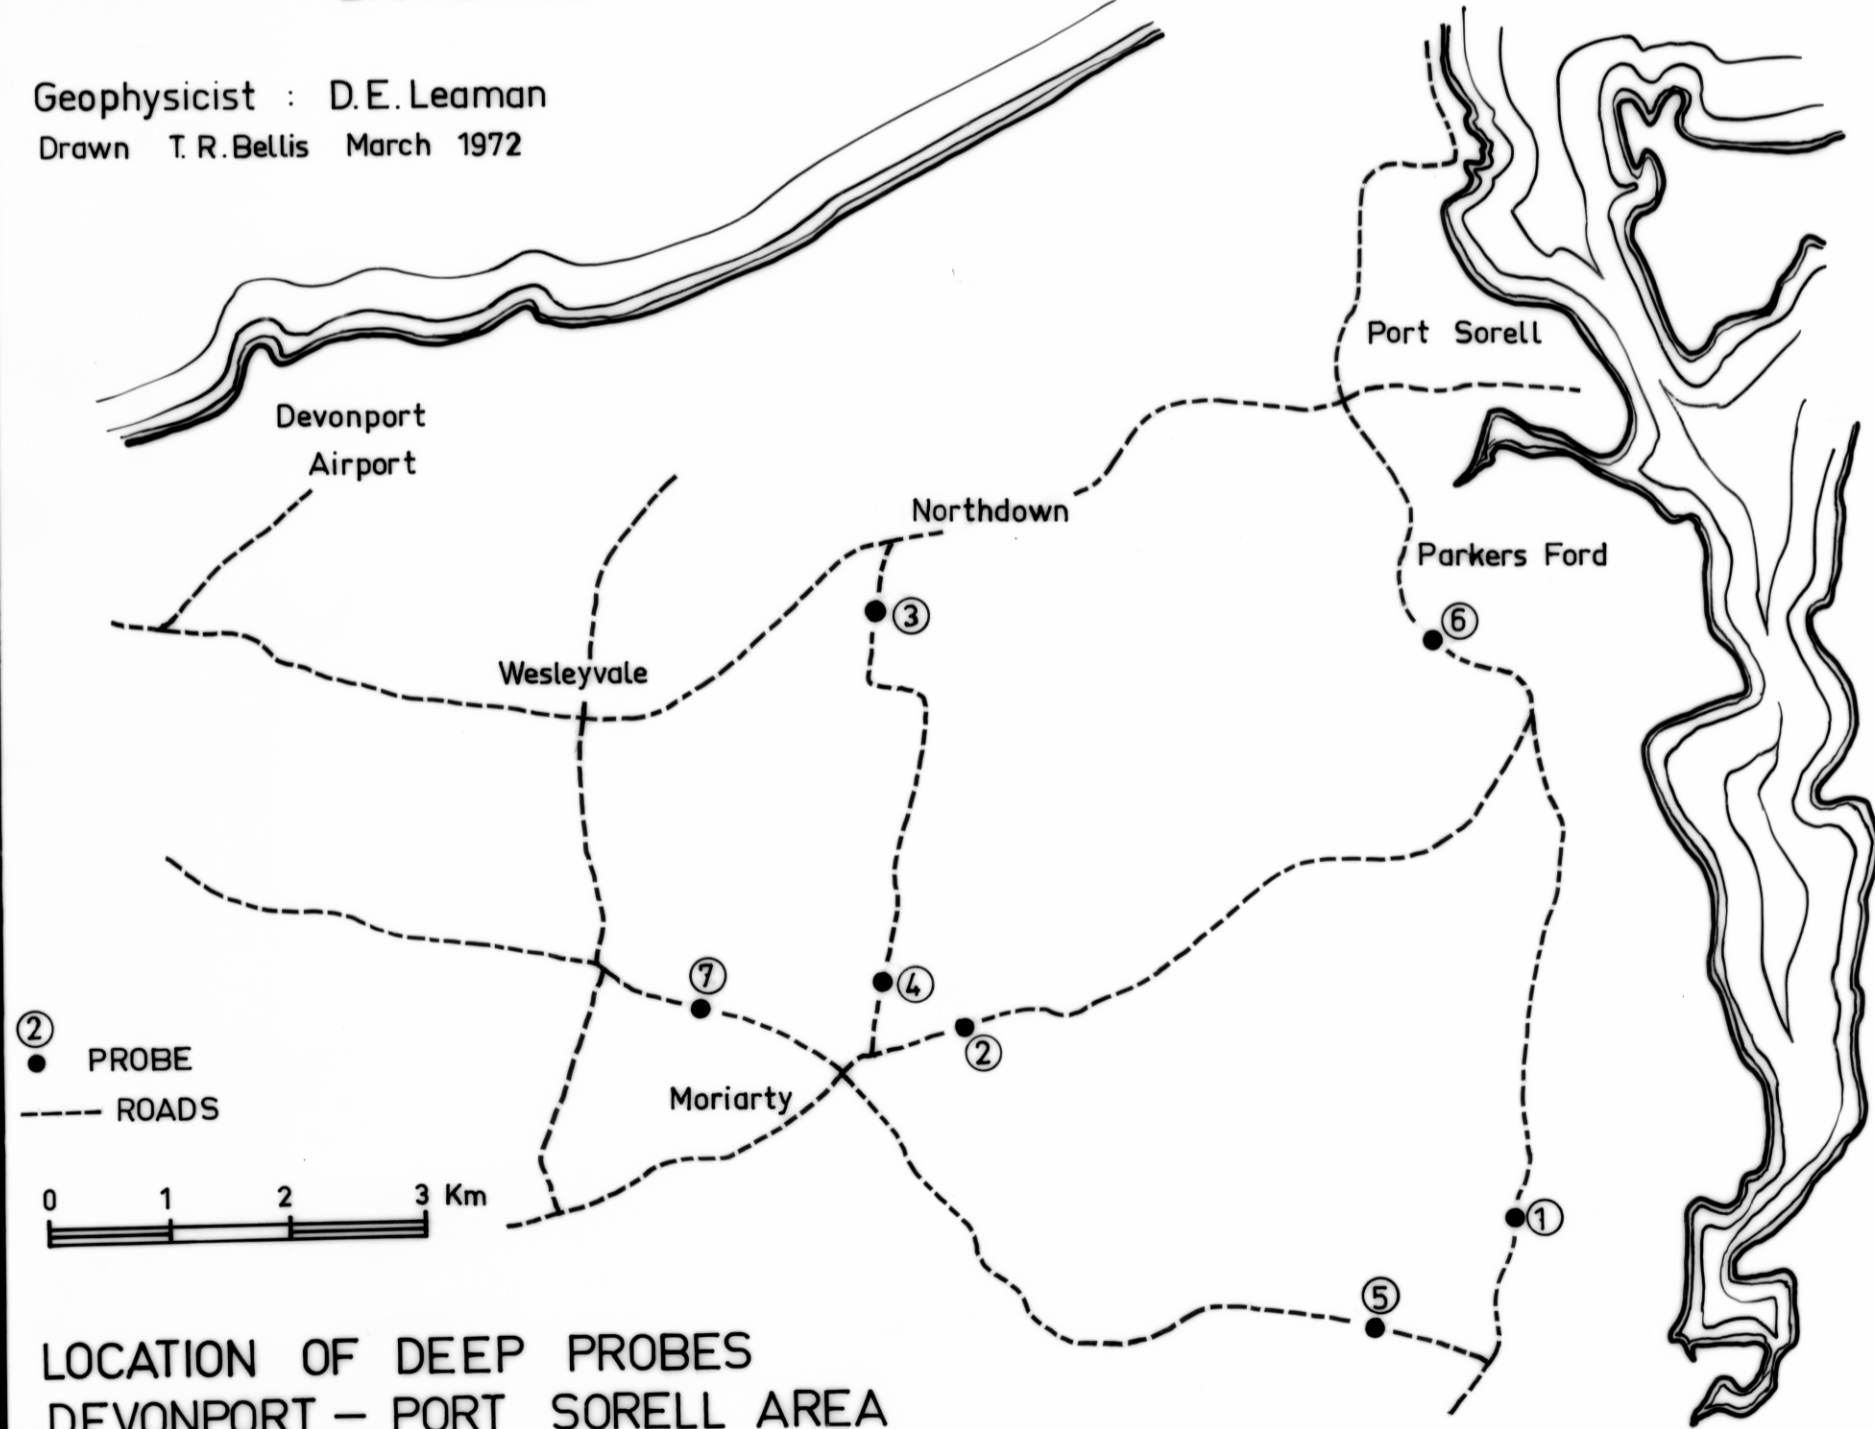 Geophysicist : D.E. Leaman
Drawn T.R. Bellis March 1972
Port Sorell
Devonport
Airport
Northdown
Parkers Ford
3
6
Wesleyvale
7
4
2
2
PROBE
Moriarty
ROADS
0 1 2 3 Km
1
5
LOCATION OF DEEP PROBES
DEVONPORT – PORT SORELL AREA